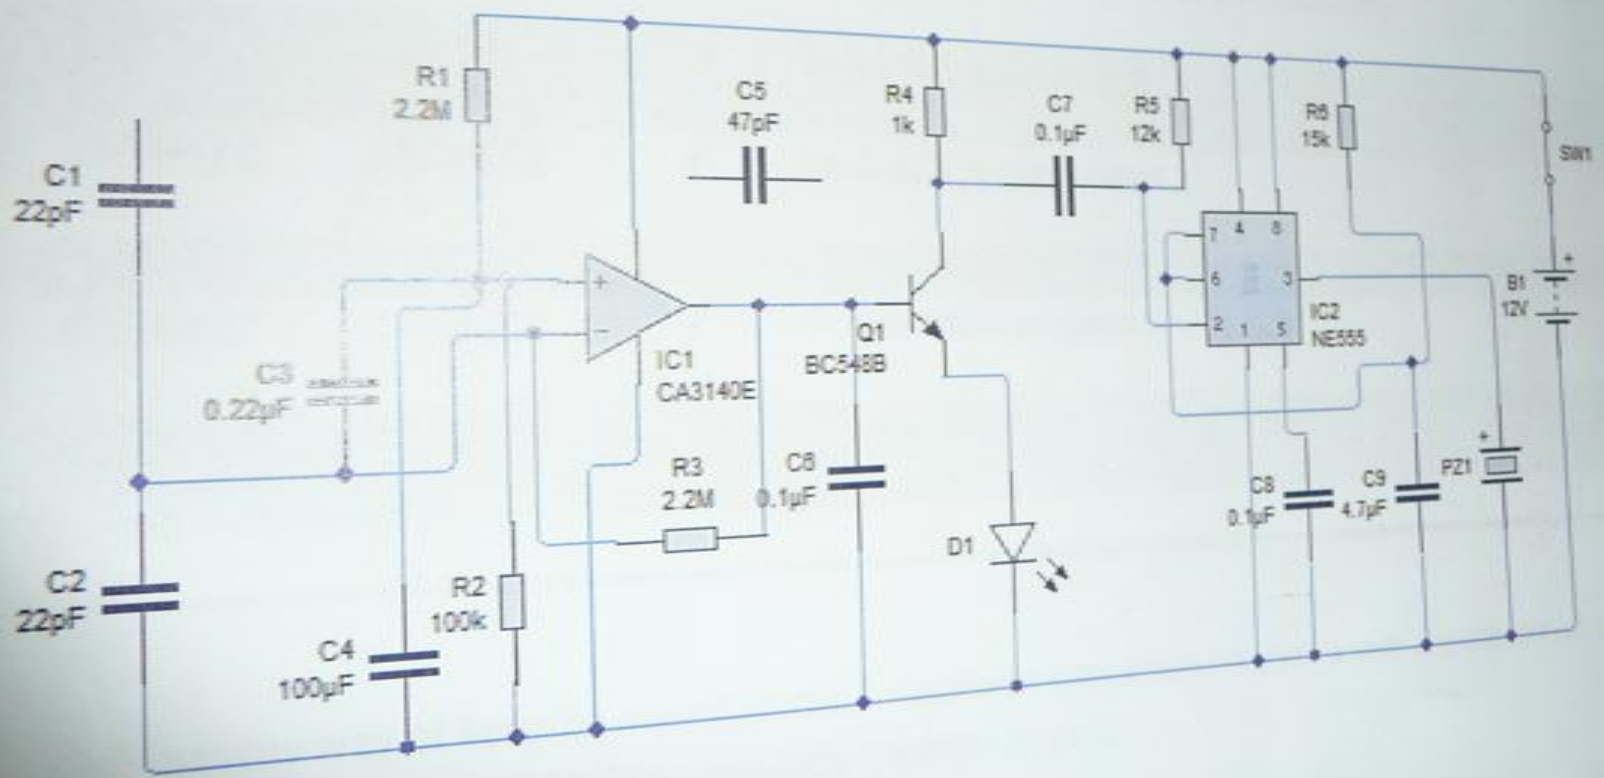 R1
2.2M
C5
47pF
R4
1k
C7
0.1µF
R5
12k
R6
15k
SW1
C1
22pF
7
4
8
6
3
2
1
5
IC2
NE555
+
B1
12V
+
−
IC1
CA3140E
Q1
BC548B
C3
0.22µF
R3
2.2M
C6
0.1µF
C8
0.1µF
C9
4.7µF
+
PZ1
D1
C2
22pF
R2
100k
C4
100µF